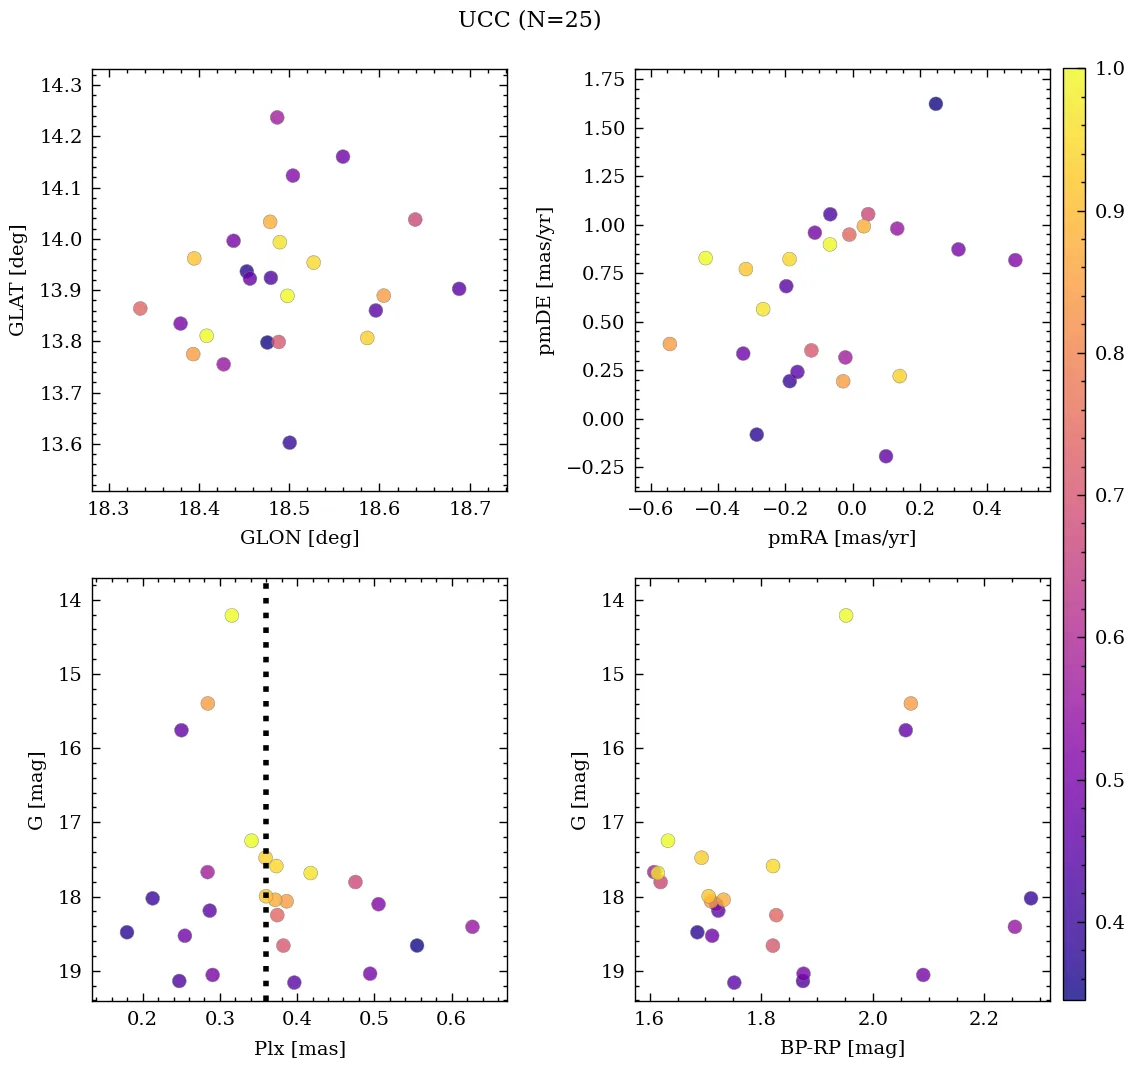 UCC (N=25)
14.3
14.2
14.1
14.0
13.9
13.8
13.7
13.6
GLAT [deg]
18.3 18.4 18.5 18.6 18.7
GLON [deg]
1.75
1.50
1.25
1.00
0.75
0.50
0.25
0.00
−0.25
pmDE [mas/yr]
−0.6 −0.4 −0.2 0.0 0.2 0.4
pmRA [mas/yr]
14
15
16
17
18
19
G [mag]
0.2 0.3 0.4 0.5 0.6
Plx [mas]
14
15
16
17
18
19
G [mag]
1.6 1.8 2.0 2.2
BP-RP [mag]
1.0
0.9
0.8
0.7
0.6
0.5
0.4